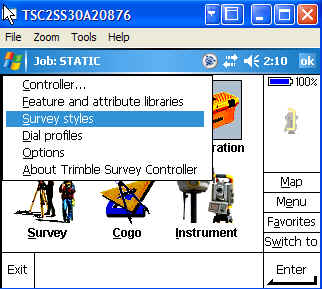 TSC2SS30A20876
File Zoom Tools Help
Job: STATIC
2:10 ok
Controller...
Feature and attribute libraries
Survey styles
Dial profiles
Options
About Trimble Survey Controller
ration
100%
Map
Menu
Favorites
Switch to
Survey Cogo Instrument
Exit
Enter